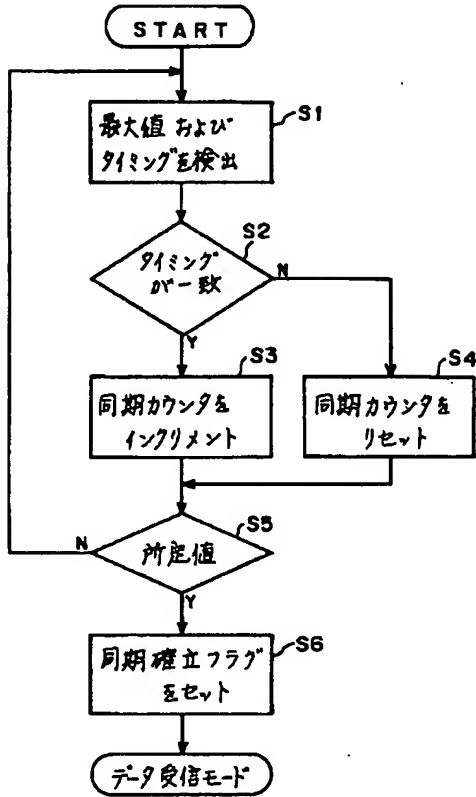 START
最大値および
タイミングを検出
S1
タイミング
が一致
S2
N
Y
同期カウンタを
インクリメント
S3
同期カウンタを
リセット
S4
所定値
S5
N
Y
同期確立フラグ
をセット
S6
データ受信モード